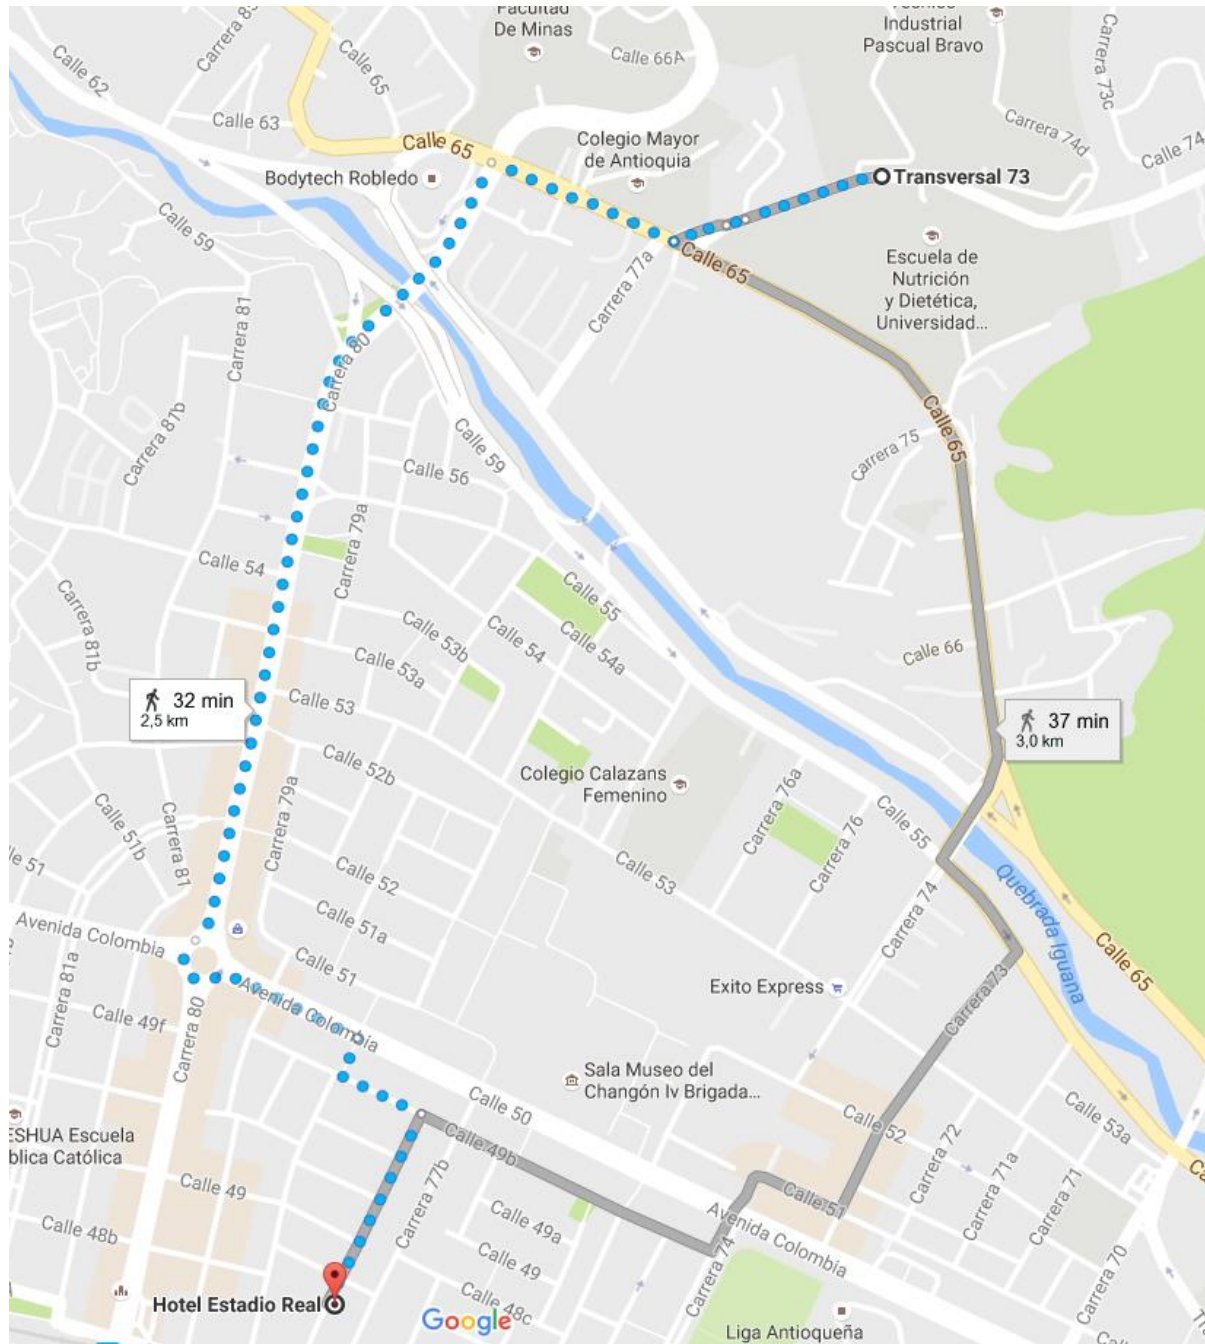 Facultad
De Minas
Industrial
Pascual Bravo
Carrera 73c
Calle 65
Calle 66A
Calle 62
Calle 63
Carrera 74d
Calle 74
Calle 65
Colegio Mayor
de Antioquia
Bodytech Robledo
Transversal 73
Calle 59
Calle 65
Carrera 77a
Escuela de
Nutrición
y Dietética,
Universidad...
Carrera 81
Carrera 80
Carrera 81b
Calle 59
Calle 65
Carrera 75
Calle 56
Carrera 79a
Calle 54
Calle 55
Carrera 81b
Calle 53b
Calle 54
Calle 54a
Calle 66
Calle 53a
32 min
2,5 km
Calle 53
37 min
3,0 km
Calle 52b
Colegio Calazans
Femenino
Carrera 79a
Carrera 76a
Carrera 76
Calle 55
Calle 51b
Carrera 81
Calle 52
Calle 53
Calle 51a
Carrera 74
Quebrada Iguana
Avenida Colombia
Calle 51
Carrera 81a
Exito Express
Carrera 73
Calle 65
Avenida Colombia
Calle 49f
Carrera 80
Sala Museo del
Changón Iv Brigada...
Calle 50
Calle 52
Calle 53a
ESHUA Escuela
blica Católica
Calle 49b
Carrera 72
Carrera 71a
Carrera 71
Calle 49
Carrera 77b
Calle 51
Calle 49a
Carrera 74
Avenida Colombia
Calle 48b
Calle 49
Carrera 70
Hotel Estadio Real
Google
Calle 48c
Liga Antioqueña